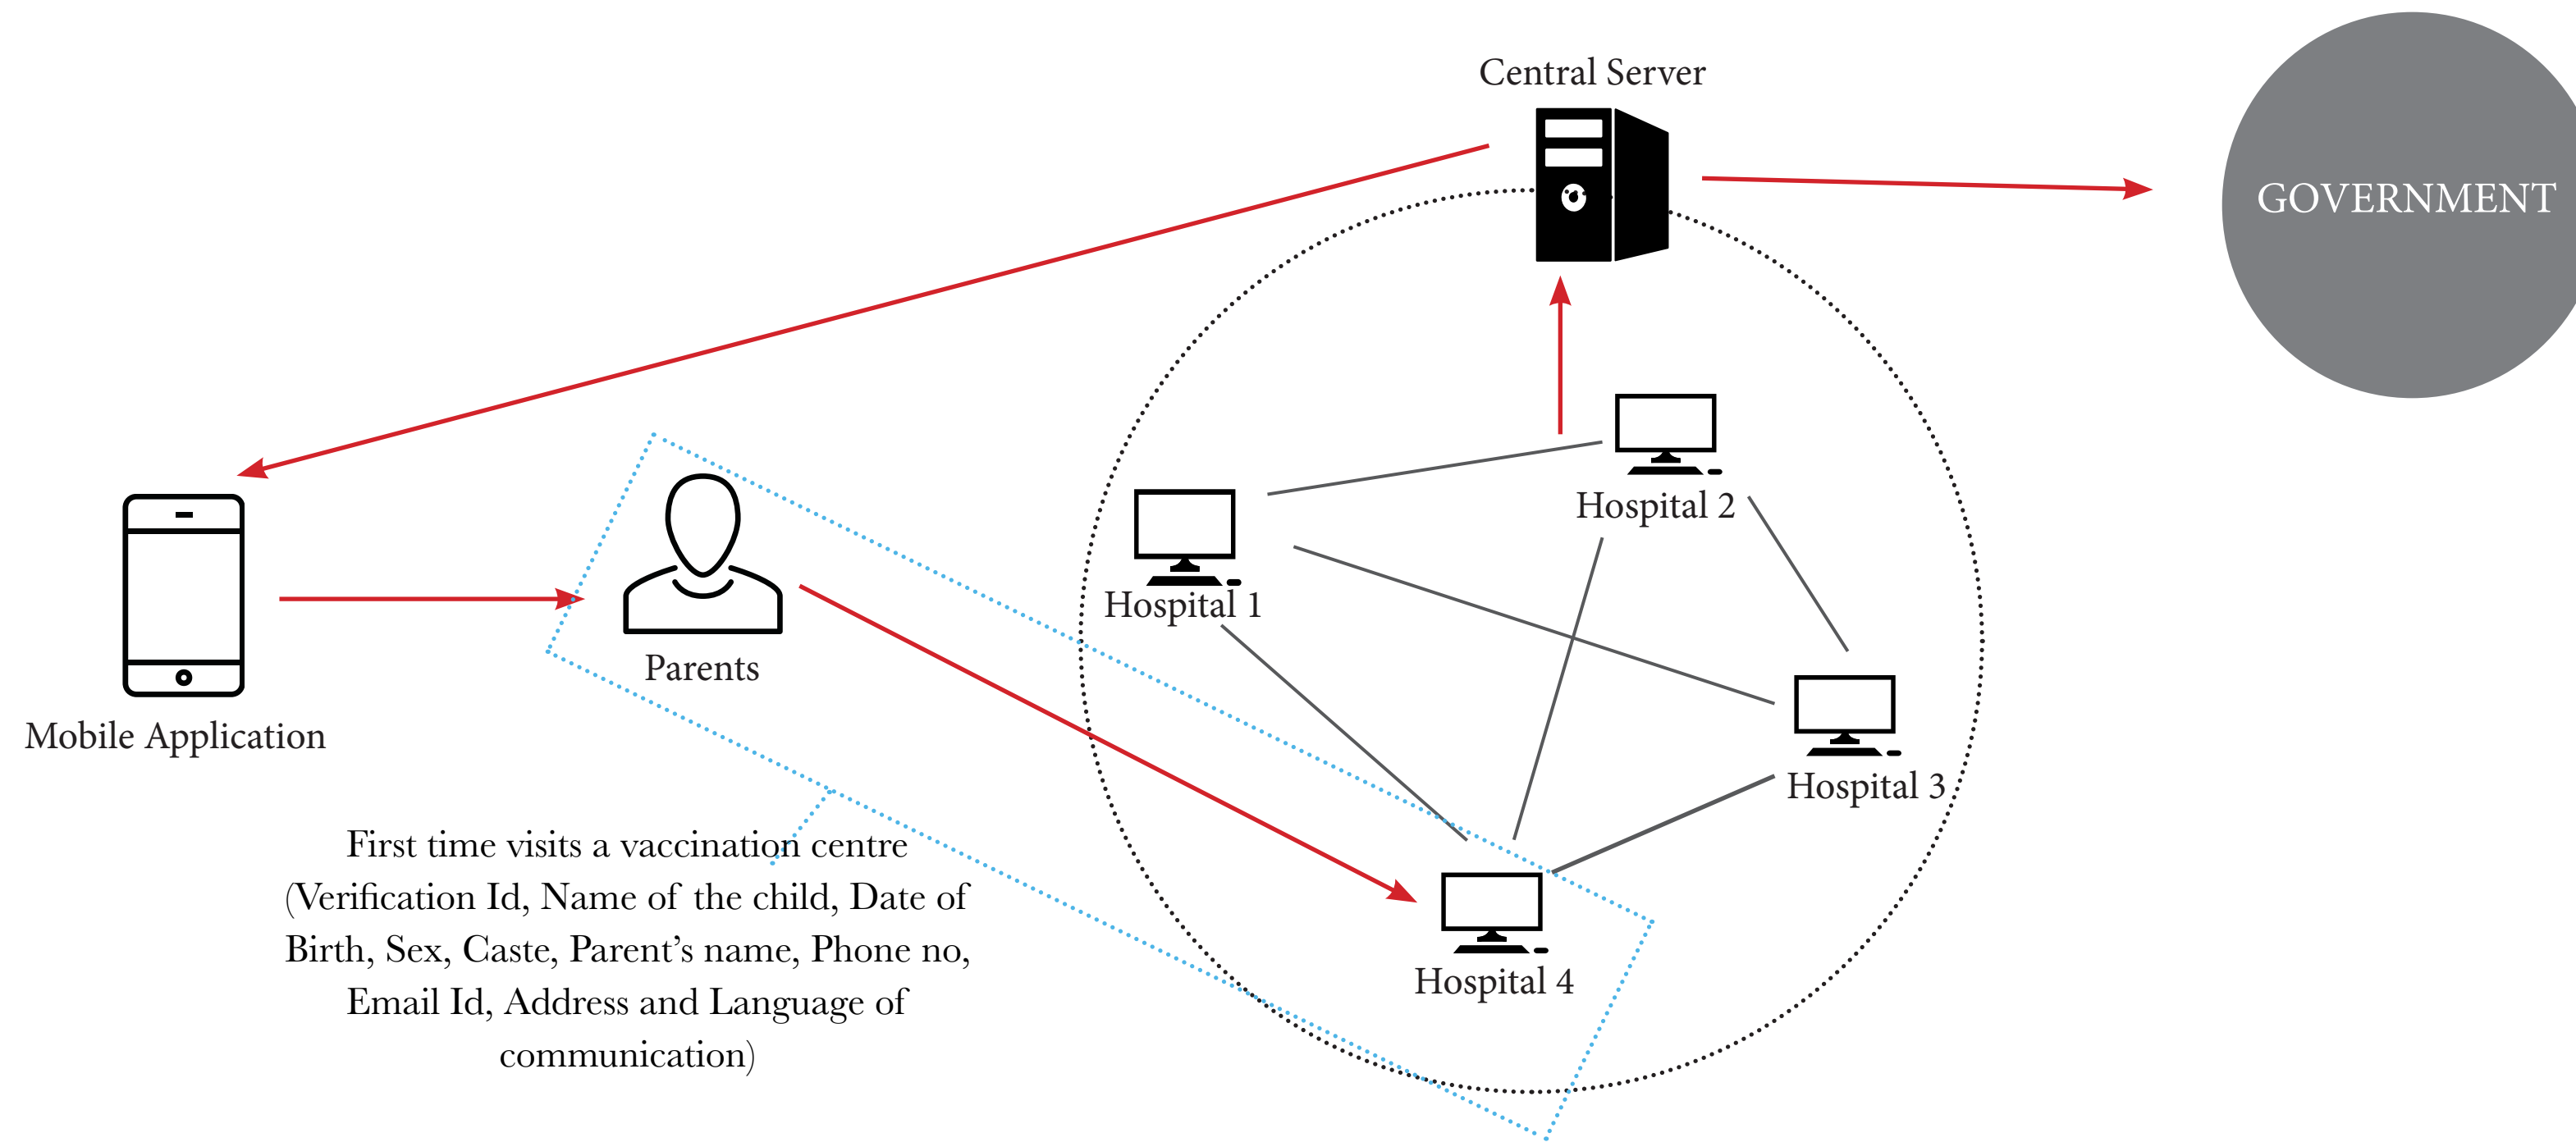 Central Server
GOVERNMENT
Hospital 2
Hospital 1
Parents
Mobile Application
Hospital 3
First time visits a vaccination centre
(Verification Id, Name of the child, Date of
Birth, Sex, Caste, Parent’s name, Phone no,
Email Id, Address and Language of
communication)
Hospital 4